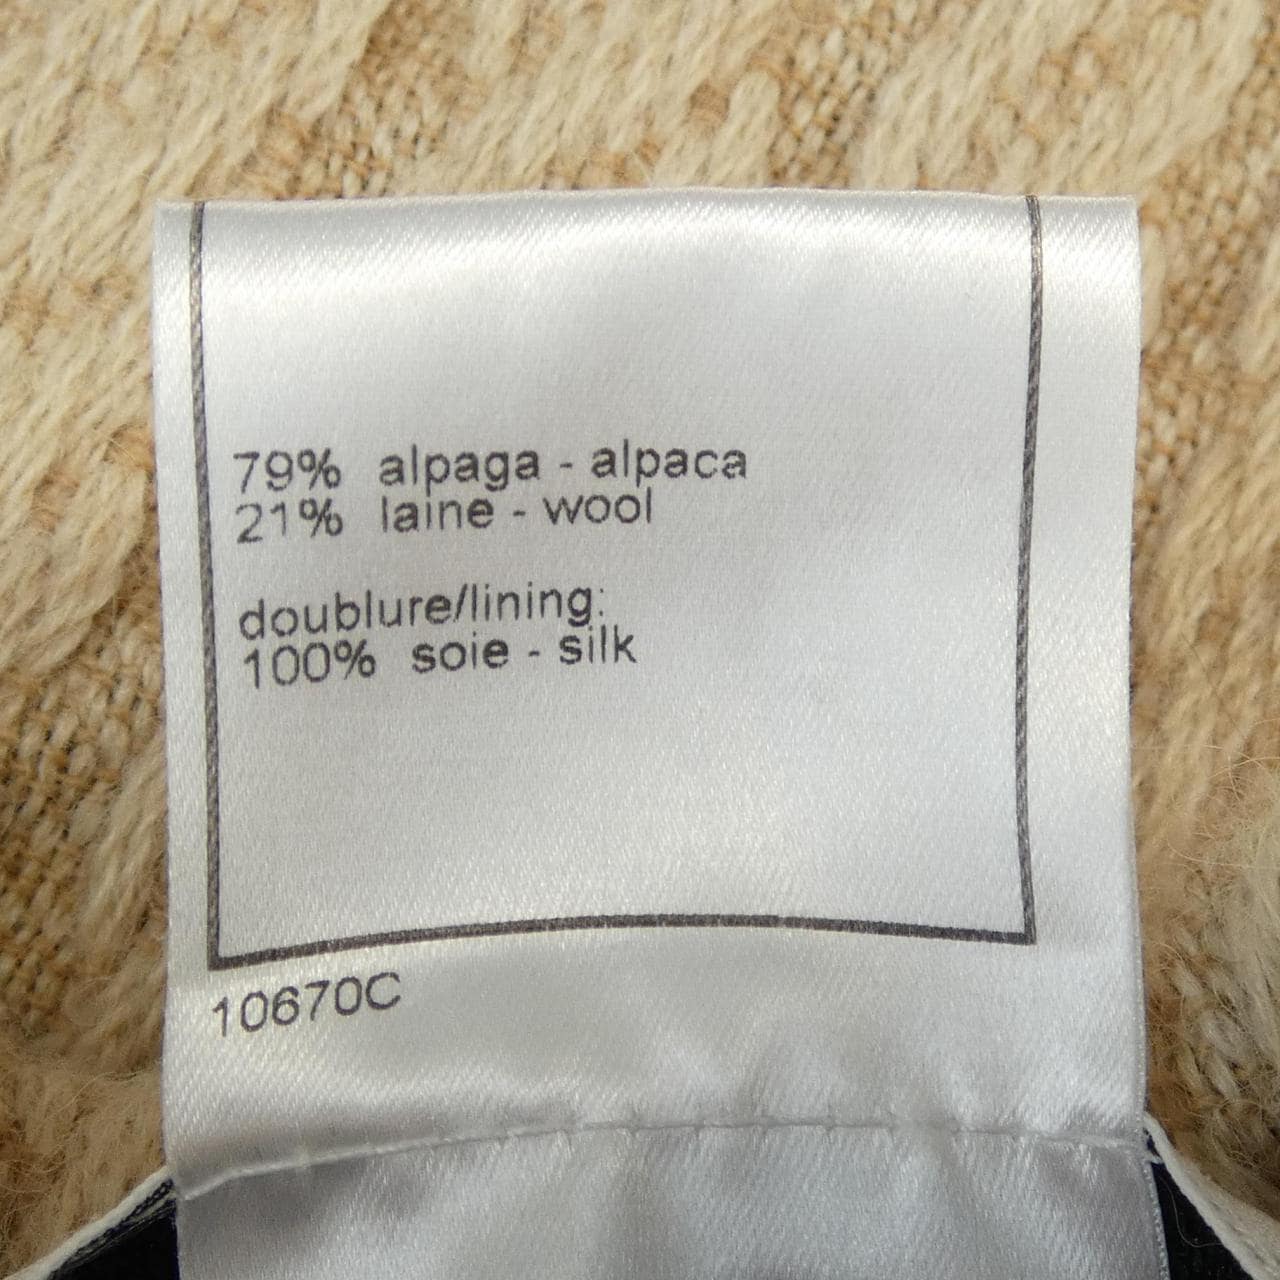 79% alpaga - alpaca
21% laine - wool
doublure/lining:
100% soie - silk
10670C